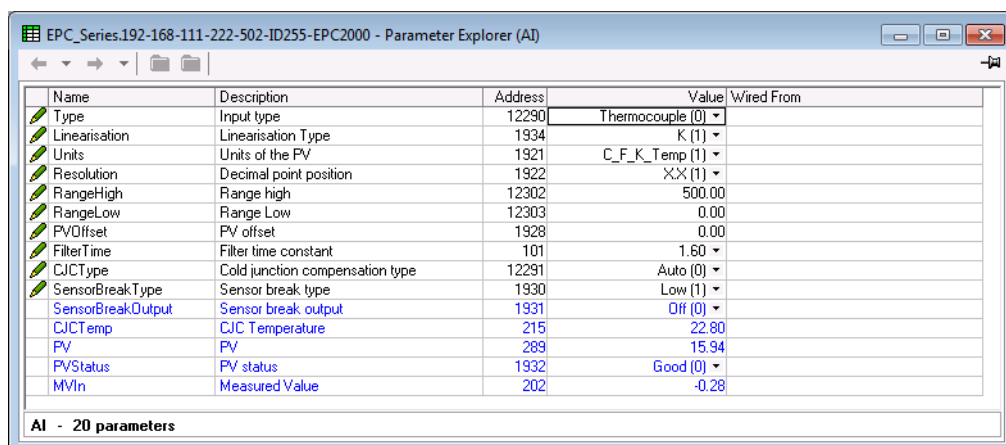 EPC_Series.192-168-111-222-502-ID255-EPC2000 - Parameter Explorer (AI)
Name Description Address Value Wired From
Type Input type 12290 Thermocouple (0)
Linearisation Linearisation Type 1934 K (1)
Units Units of the PV 1921 C_F_K_Temp (1)
Resolution Decimal point position 1922 X.X (1)
RangeHigh Range high 12302 500.00
RangeLow Range Low 12303 0.00
PVOffset PV offset 1928 0.00
FilterTime Filter time constant 101 1.60
CJCType Cold junction compensation type 12291 Auto (0)
SensorBreakType Sensor break type 1930 Low (1)
SensorBreakOutput Sensor break output 1931 Off (0)
CJCTemp CJC Temperature 215 22.80
PV PV 289 15.94
PVStatus PV status 1932 Good (0)
MVIn Measured Value 202 -0.28
AI - 20 parameters